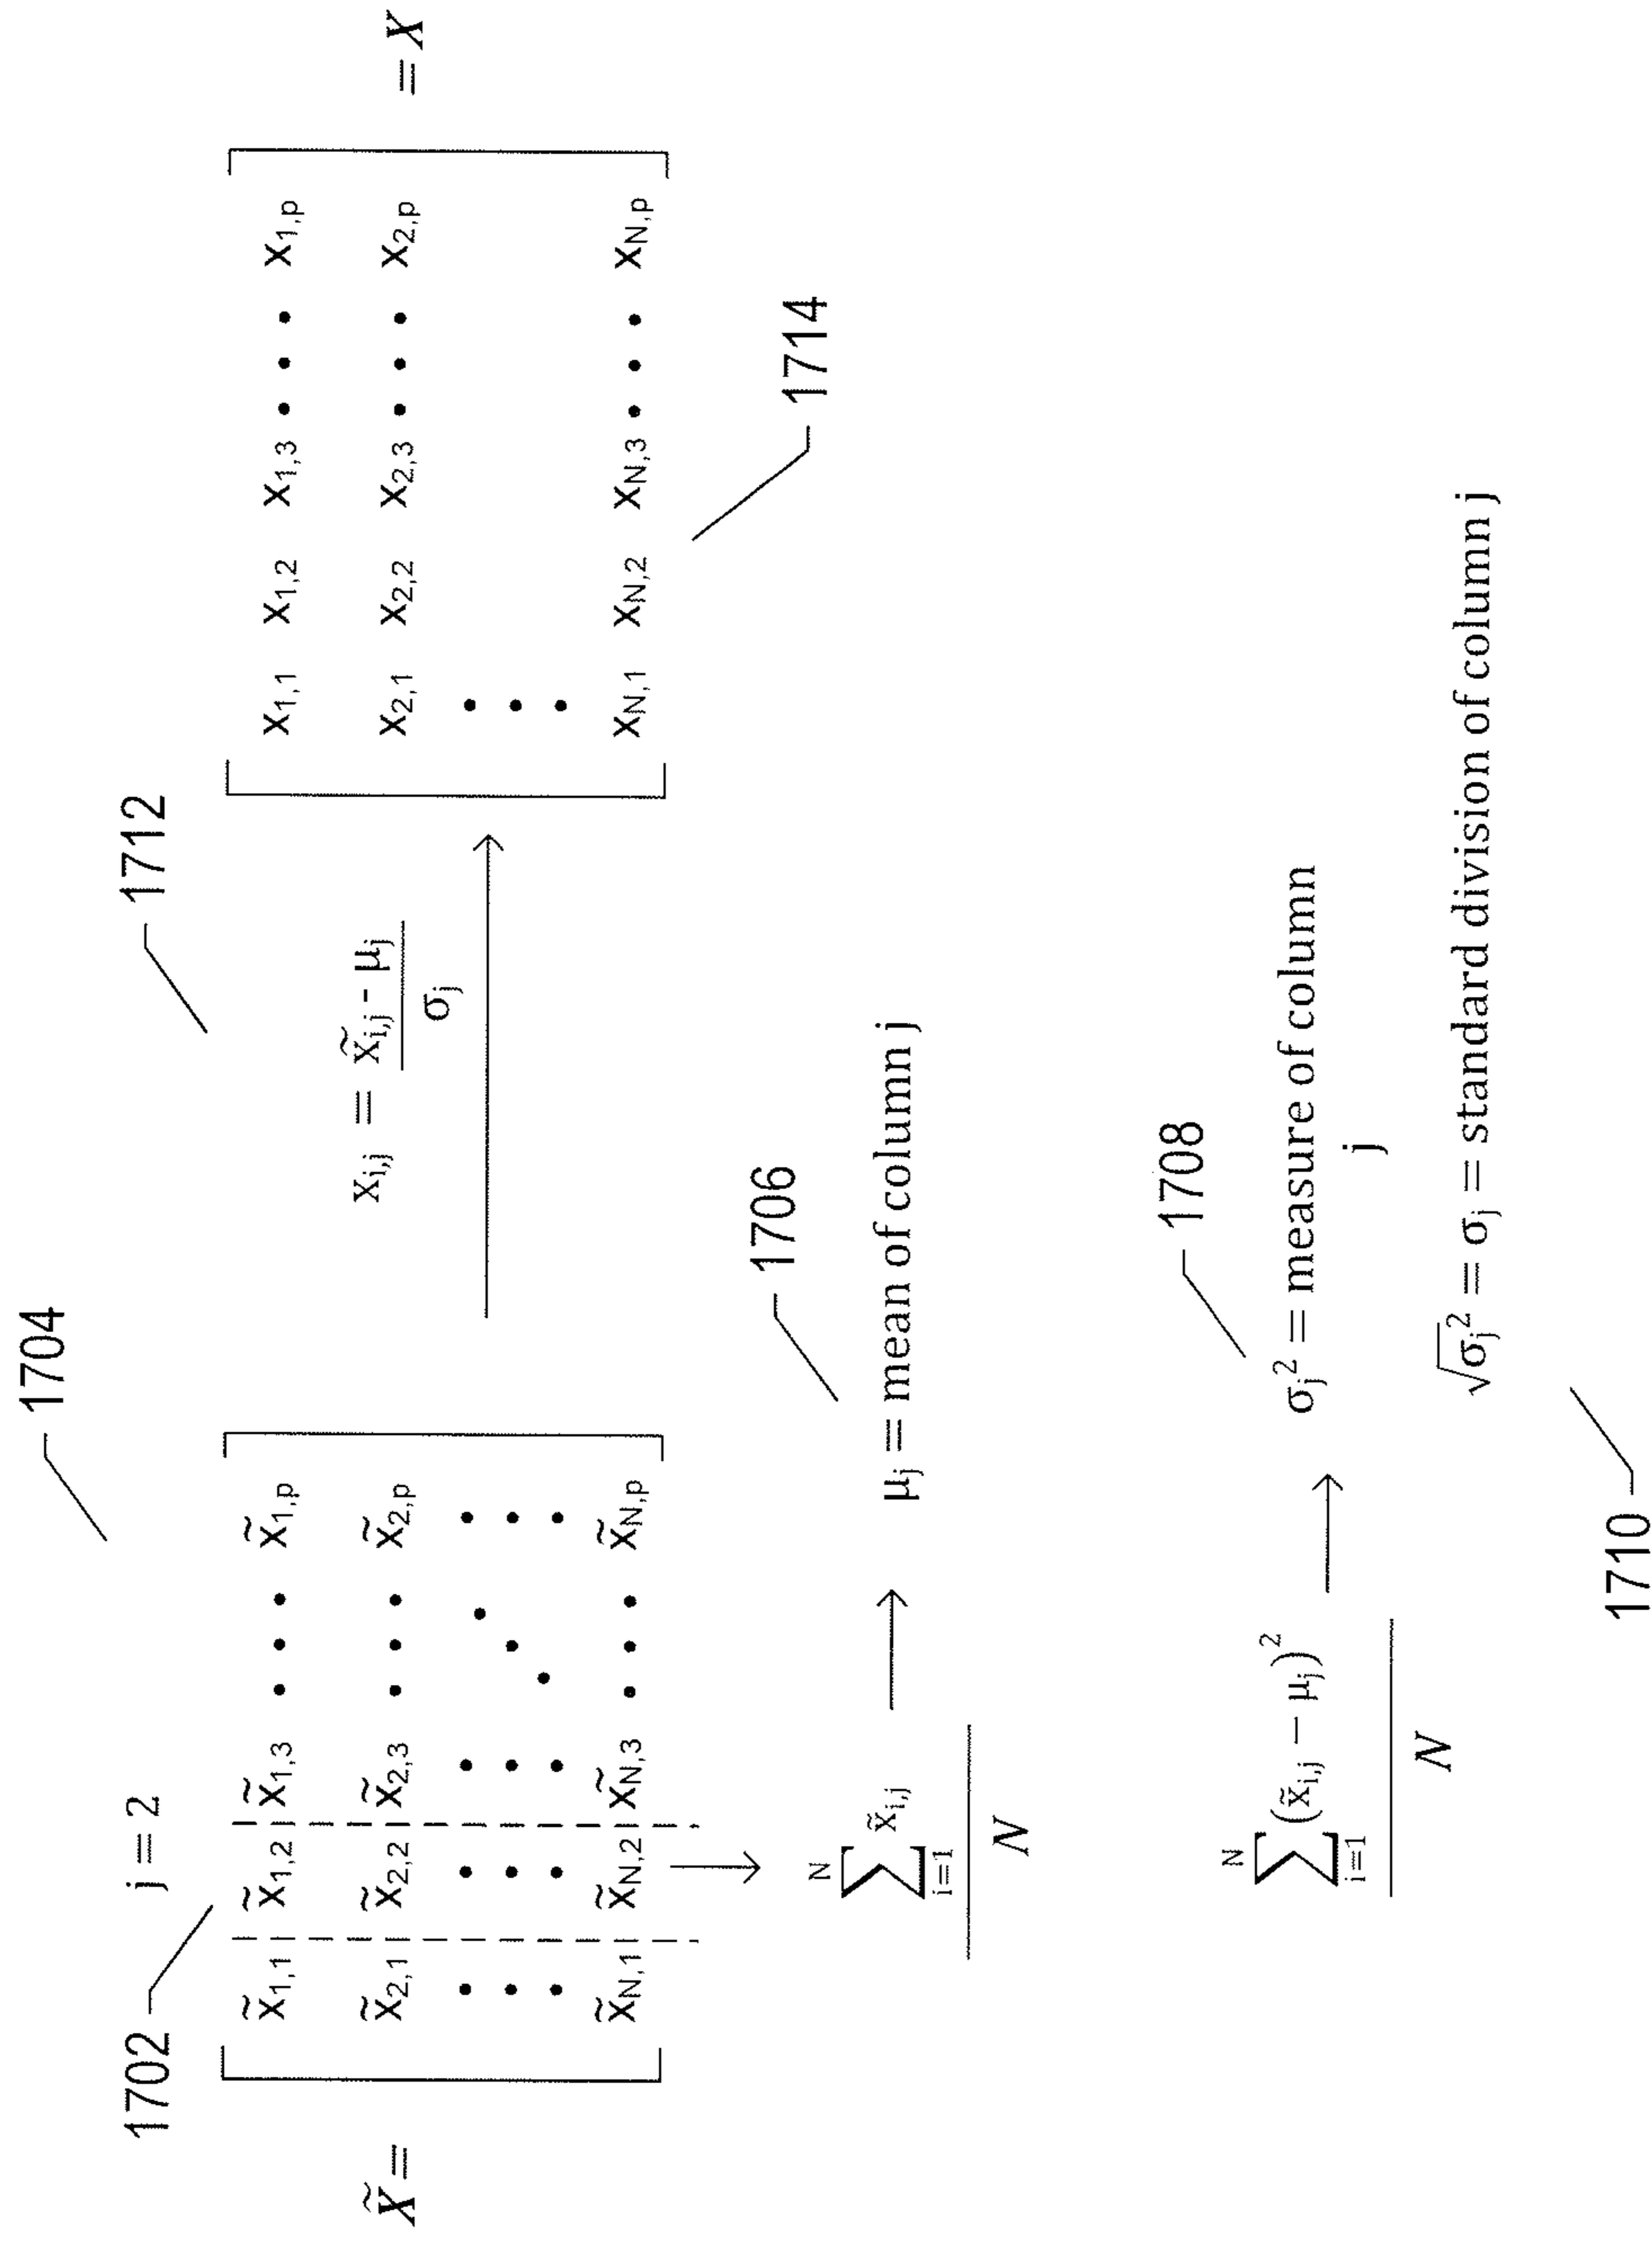 1704
1702
j = 2
1712
X̃ =
x̃1,1 x̃1,2 x̃1,3 • • • x̃1,p
x̃2,1 x̃2,2 x̃2,3 • • • x̃2,p
x̃N,1 x̃N,2 x̃N,3 • • • x̃N,p
xi,j = x̃i,j - μj
σj
x1,1 x1,2 x1,3 • • • x1,p
x2,1 x2,2 x2,3 • • • x2,p
xN,1 xN,2 xN,3 • • • xN,p
= X
1714
1706
N
∑ x̃i,j
i=1
N
μj = mean of column j
1708
N
∑(x̃i,j − μj)²
i=1
N
σj² = measure of column
j
√σj² = σj = standard division of column j
1710